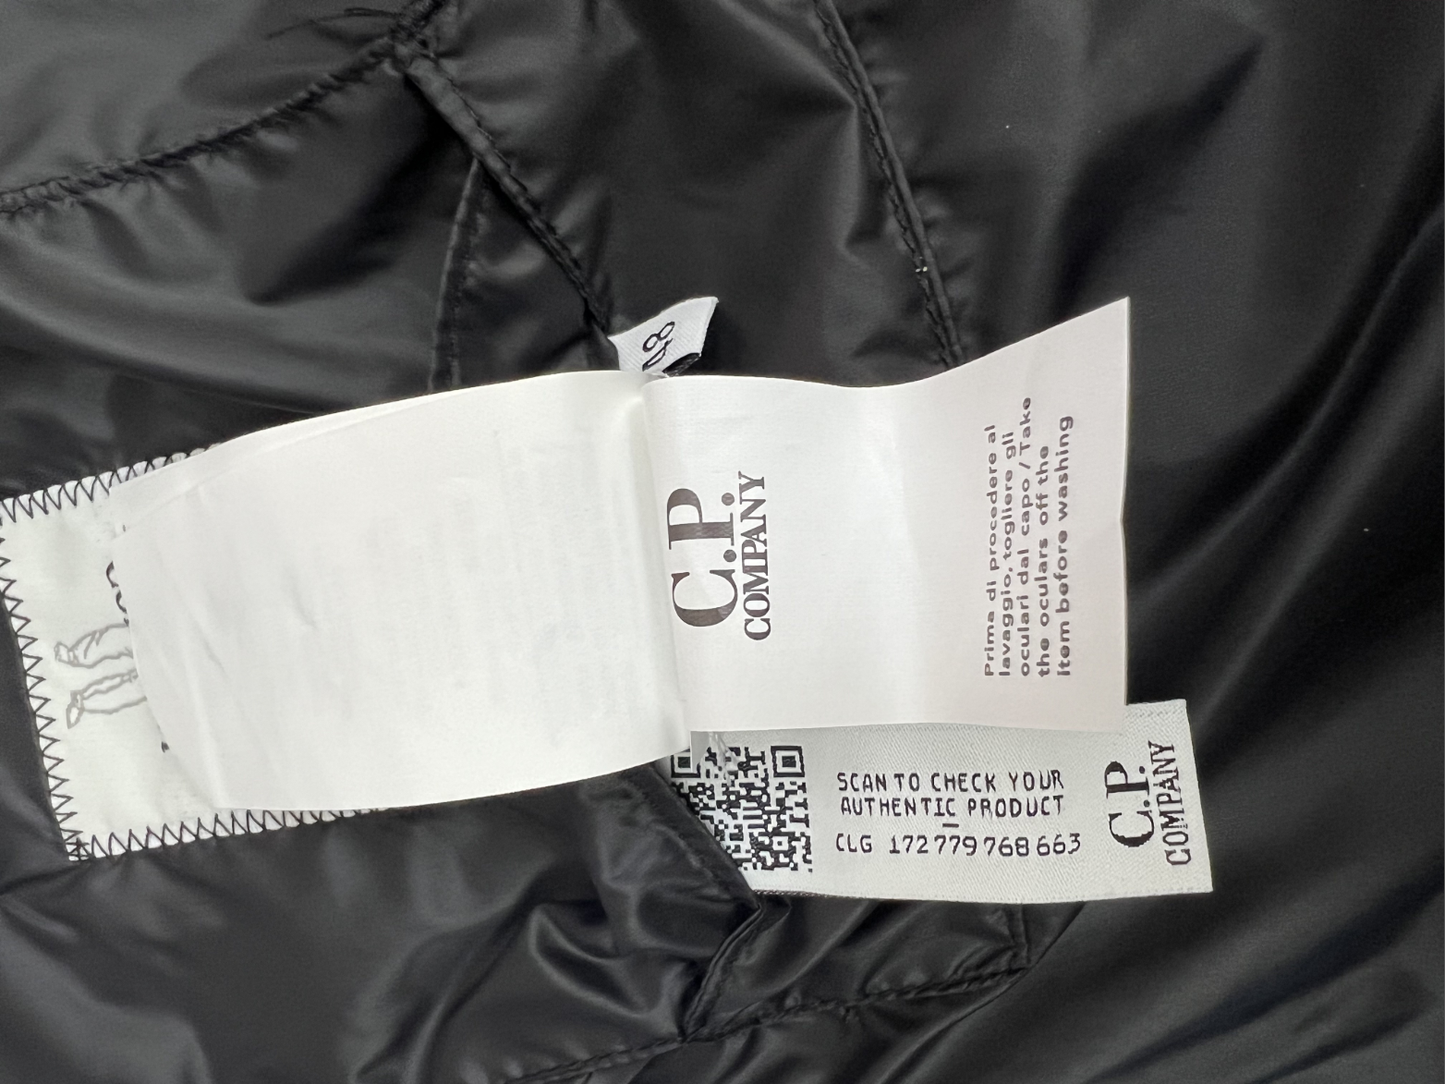 48
C.P.
COMPANY
Prima di procedere al
lavaggio, togliere gli
oculari dal capo / Take
the oculars off the
item before washing
SCAN TO CHECK YOUR
AUTHENTIC PRODUCT
CLG 172779768663
C.P.
COMPANY